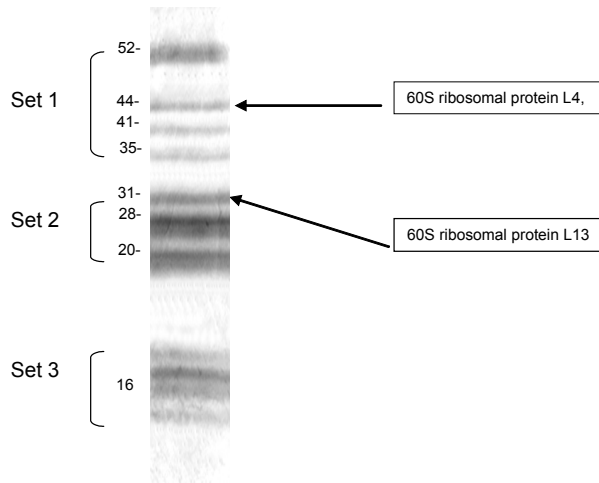 52-
Set 1
44-
60S ribosomal protein L4,
41-
35-
31-
28-
Set 2
60S ribosomal protein L13
20-
Set 3
16